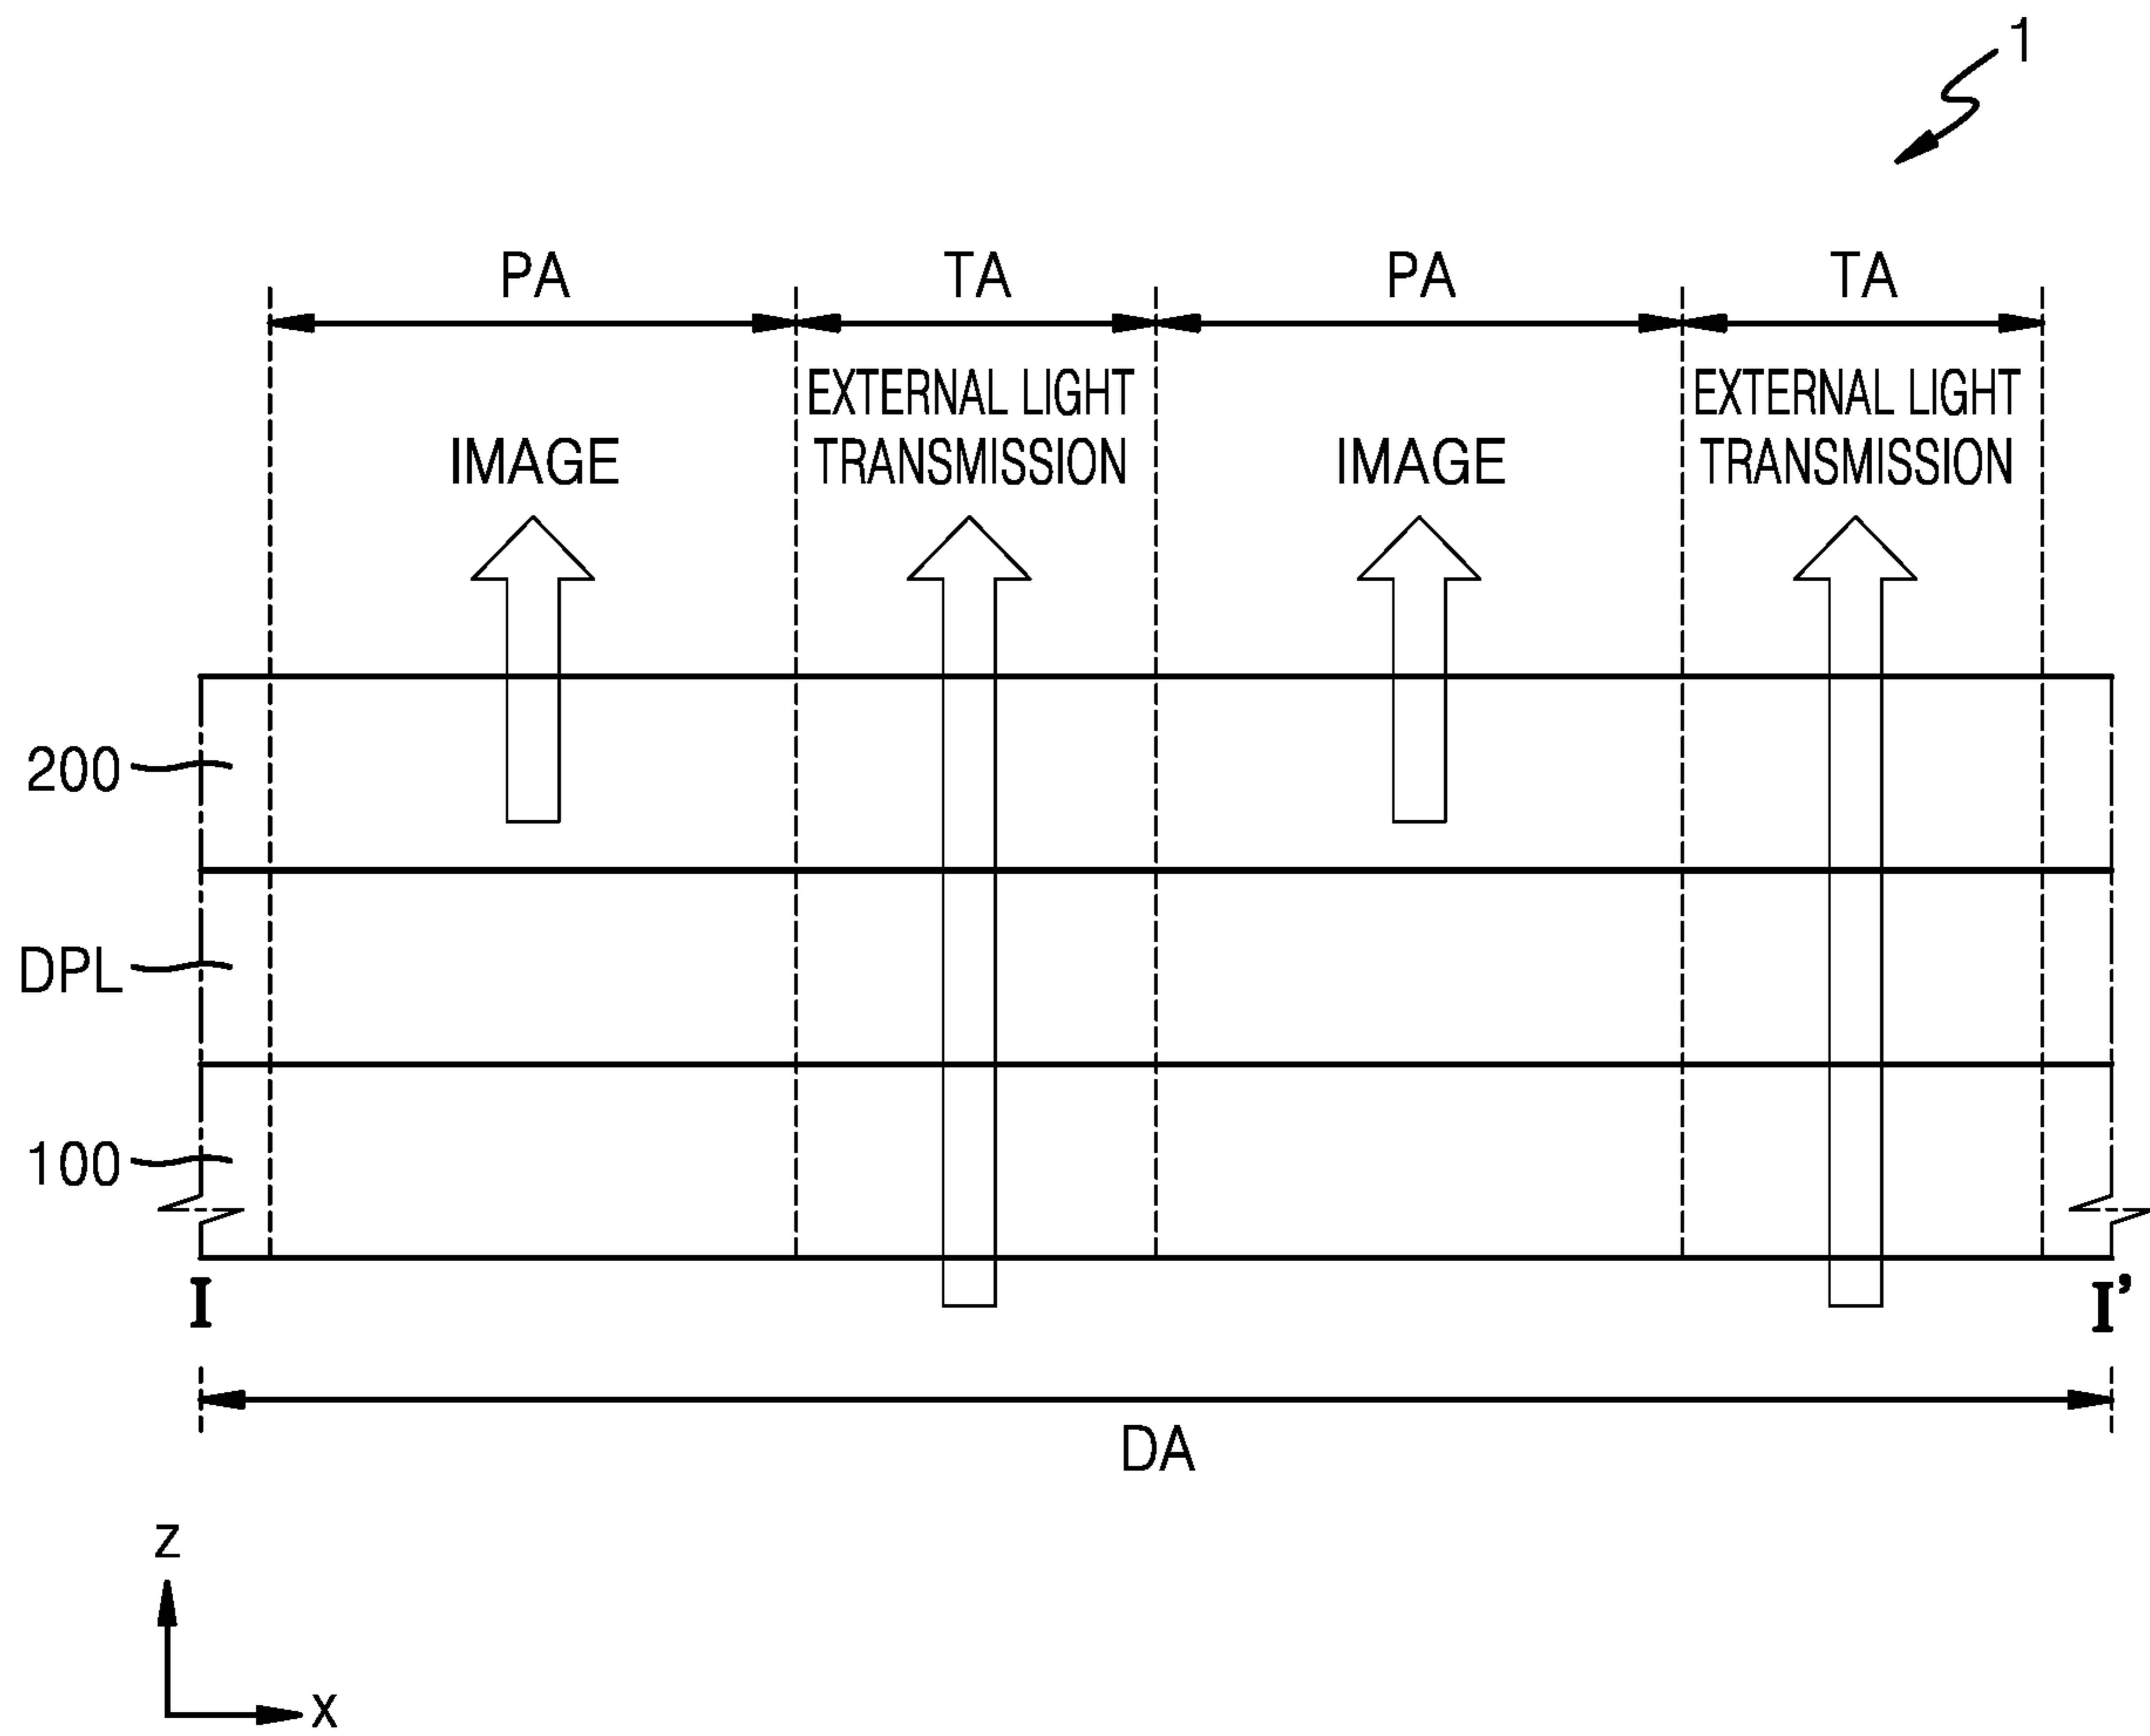 1
PA TA PA TA
EXTERNAL LIGHT EXTERNAL LIGHT
IMAGE TRANSMISSION IMAGE TRANSMISSION
200
DPL
100
I I’
DA
z
x